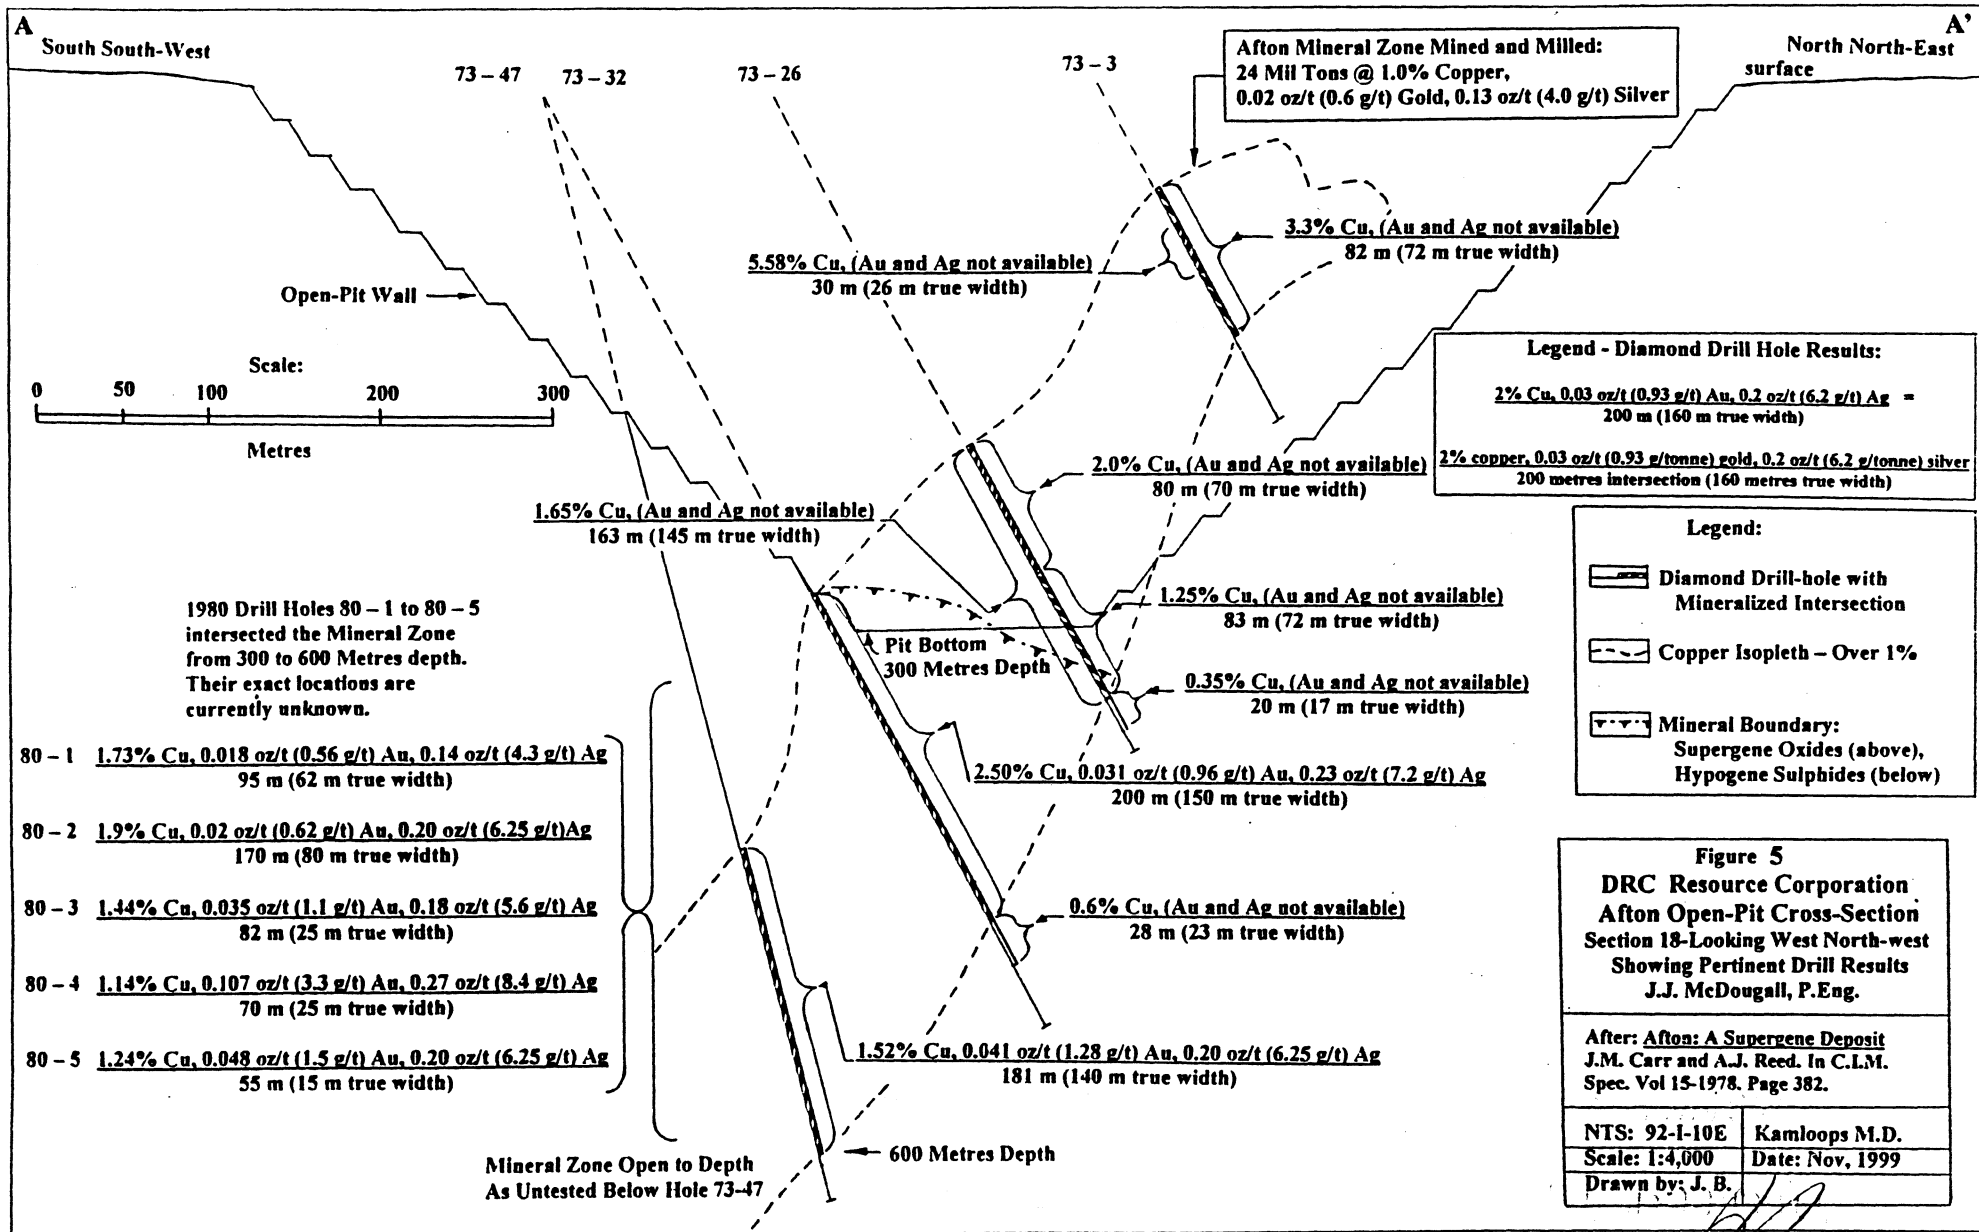 A
South South-West
73 – 47
73 – 32
73 – 26
73 – 3
A'
North North-East
surface
Afton Mineral Zone Mined and Milled:
24 Mil Tons @ 1.0% Copper,
0.02 oz/t (0.6 g/t) Gold, 0.13 oz/t (4.0 g/t) Silver
3.3% Cu, (Au and Ag not available)
82 m (72 m true width)
5.58% Cu, (Au and Ag not available)
30 m (26 m true width)
Open-Pit Wall
Scale:
0 50 100 200 300
Metres
Legend - Diamond Drill Hole Results:
2% Cu, 0.03 oz/t (0.93 g/t) Au, 0.2 oz/t (6.2 g/t) Ag =
200 m (160 m true width)
2% copper, 0.03 oz/t (0.93 g/tonne) gold, 0.2 oz/t (6.2 g/tonne) silver
200 metres intersection (160 metres true width)
2.0% Cu, (Au and Ag not available)
80 m (70 m true width)
1.65% Cu, (Au and Ag not available)
163 m (145 m true width)
Legend:
Diamond Drill-hole with
Mineralized Intersection
Copper Isopleth – Over 1%
Mineral Boundary:
Supergene Oxides (above),
Hypogene Sulphides (below)
1.25% Cu, (Au and Ag not available)
83 m (72 m true width)
Pit Bottom
300 Metres Depth
0.35% Cu, (Au and Ag not available)
20 m (17 m true width)
1980 Drill Holes 80 – 1 to 80 – 5
intersected the Mineral Zone
from 300 to 600 Metres depth.
Their exact locations are
currently unknown.
80 – 1 1.73% Cu, 0.018 oz/t (0.56 g/t) Au, 0.14 oz/t (4.3 g/t) Ag
95 m (62 m true width)
80 – 2 1.9% Cu, 0.02 oz/t (0.62 g/t) Au, 0.20 oz/t (6.25 g/t)Ag
170 m (80 m true width)
80 – 3 1.44% Cu, 0.035 oz/t (1.1 g/t) Au, 0.18 oz/t (5.6 g/t) Ag
82 m (25 m true width)
80 – 4 1.14% Cu, 0.107 oz/t (3.3 g/t) Au, 0.27 oz/t (8.4 g/t) Ag
70 m (25 m true width)
80 – 5 1.24% Cu, 0.048 oz/t (1.5 g/t) Au, 0.20 oz/t (6.25 g/t) Ag
55 m (15 m true width)
2.50% Cu, 0.031 oz/t (0.96 g/t) Au, 0.23 oz/t (7.2 g/t) Ag
200 m (150 m true width)
0.6% Cu, (Au and Ag not available)
28 m (23 m true width)
1.52% Cu, 0.041 oz/t (1.28 g/t) Au, 0.20 oz/t (6.25 g/t) Ag
181 m (140 m true width)
600 Metres Depth
Mineral Zone Open to Depth
As Untested Below Hole 73-47
Figure 5
DRC Resource Corporation
Afton Open-Pit Cross-Section
Section 18-Looking West North-west
Showing Pertinent Drill Results
J.J. McDougall, P.Eng.
After: Afton: A Supergene Deposit
J.M. Carr and A.J. Reed. In C.I.M.
Spec. Vol 15-1978. Page 382.
NTS: 92-I-10E
Kamloops M.D.
Scale: 1:4,000
Date: Nov, 1999
Drawn by: J. B.